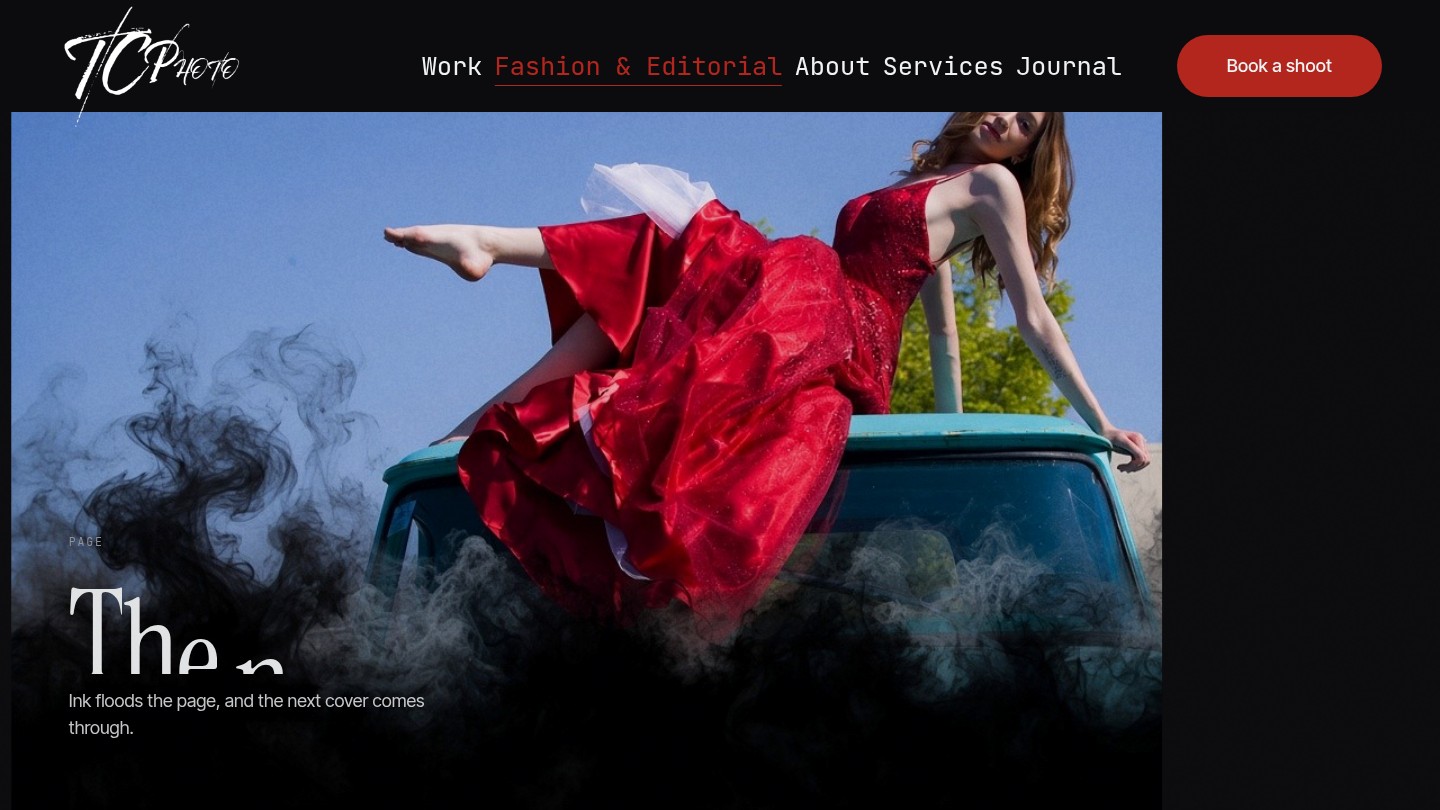 TCPHOTO
Work Fashion & Editorial About Services Journal
Book a shoot
PAGE
The n
Ink floods the page, and the next cover comes
through.